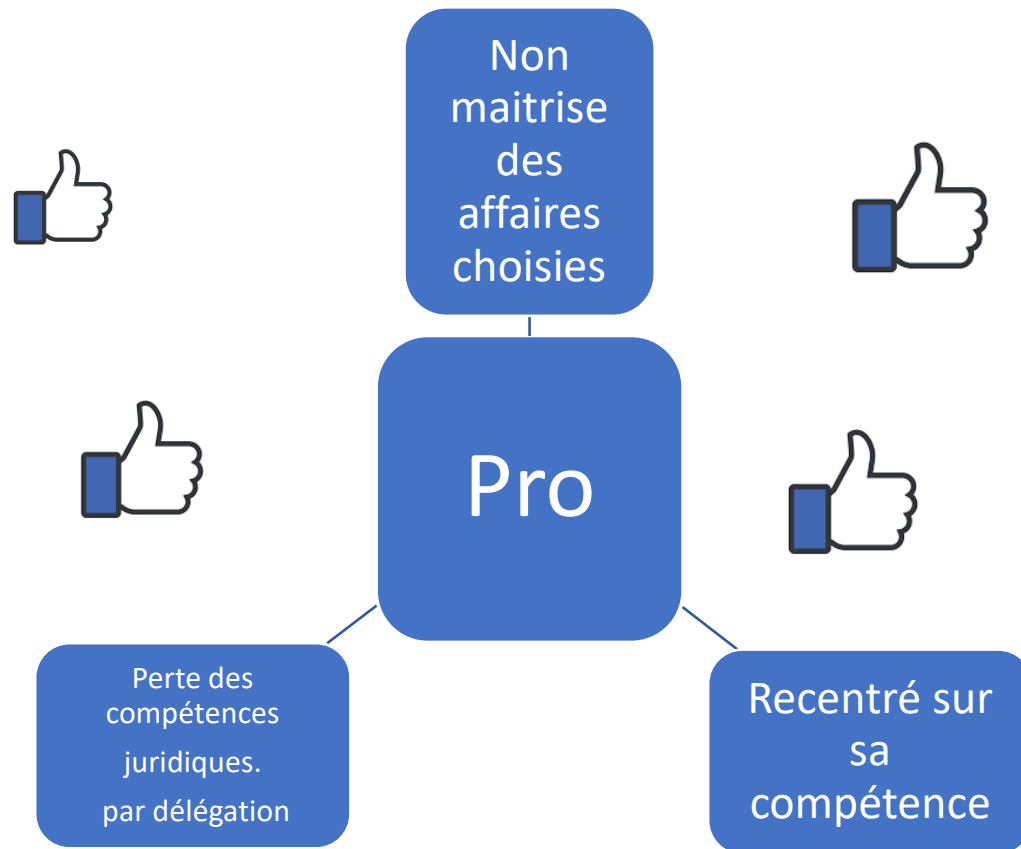 Non
maitrise
des
affaires
choisies
Pro
Perte des
compétences
juridiques.
par délégation
Recentré sur
sa
compétence